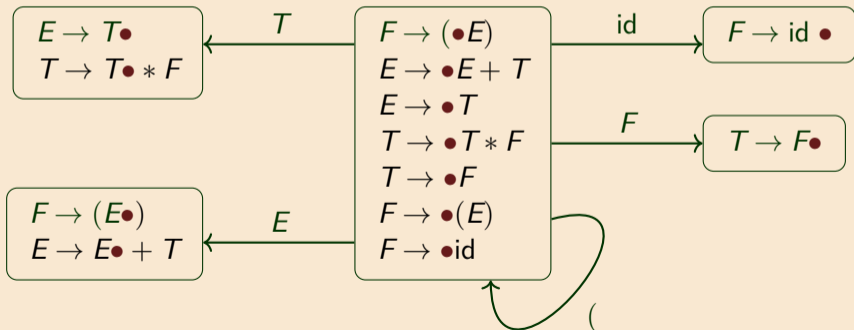 E → T•
T → T• * F
T
F → (•E)
E → •E + T
E → •T
T → •T * F
T → •F
F → •(E)
F → •id
id
F → id •
F
T → F•
F → (E•)
E → E• + T
E
(